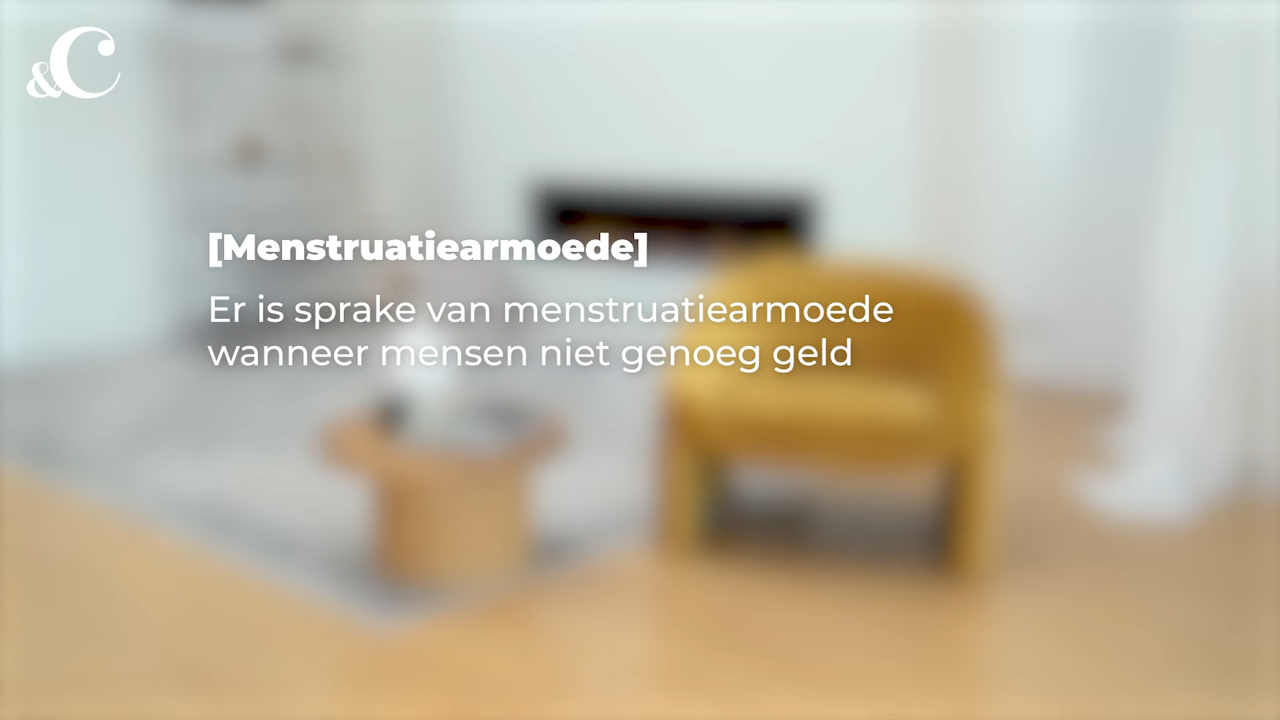 &C
[Menstruatiearmoede]
Er is sprake van menstruatiearmoede
wanneer mensen niet genoeg geld